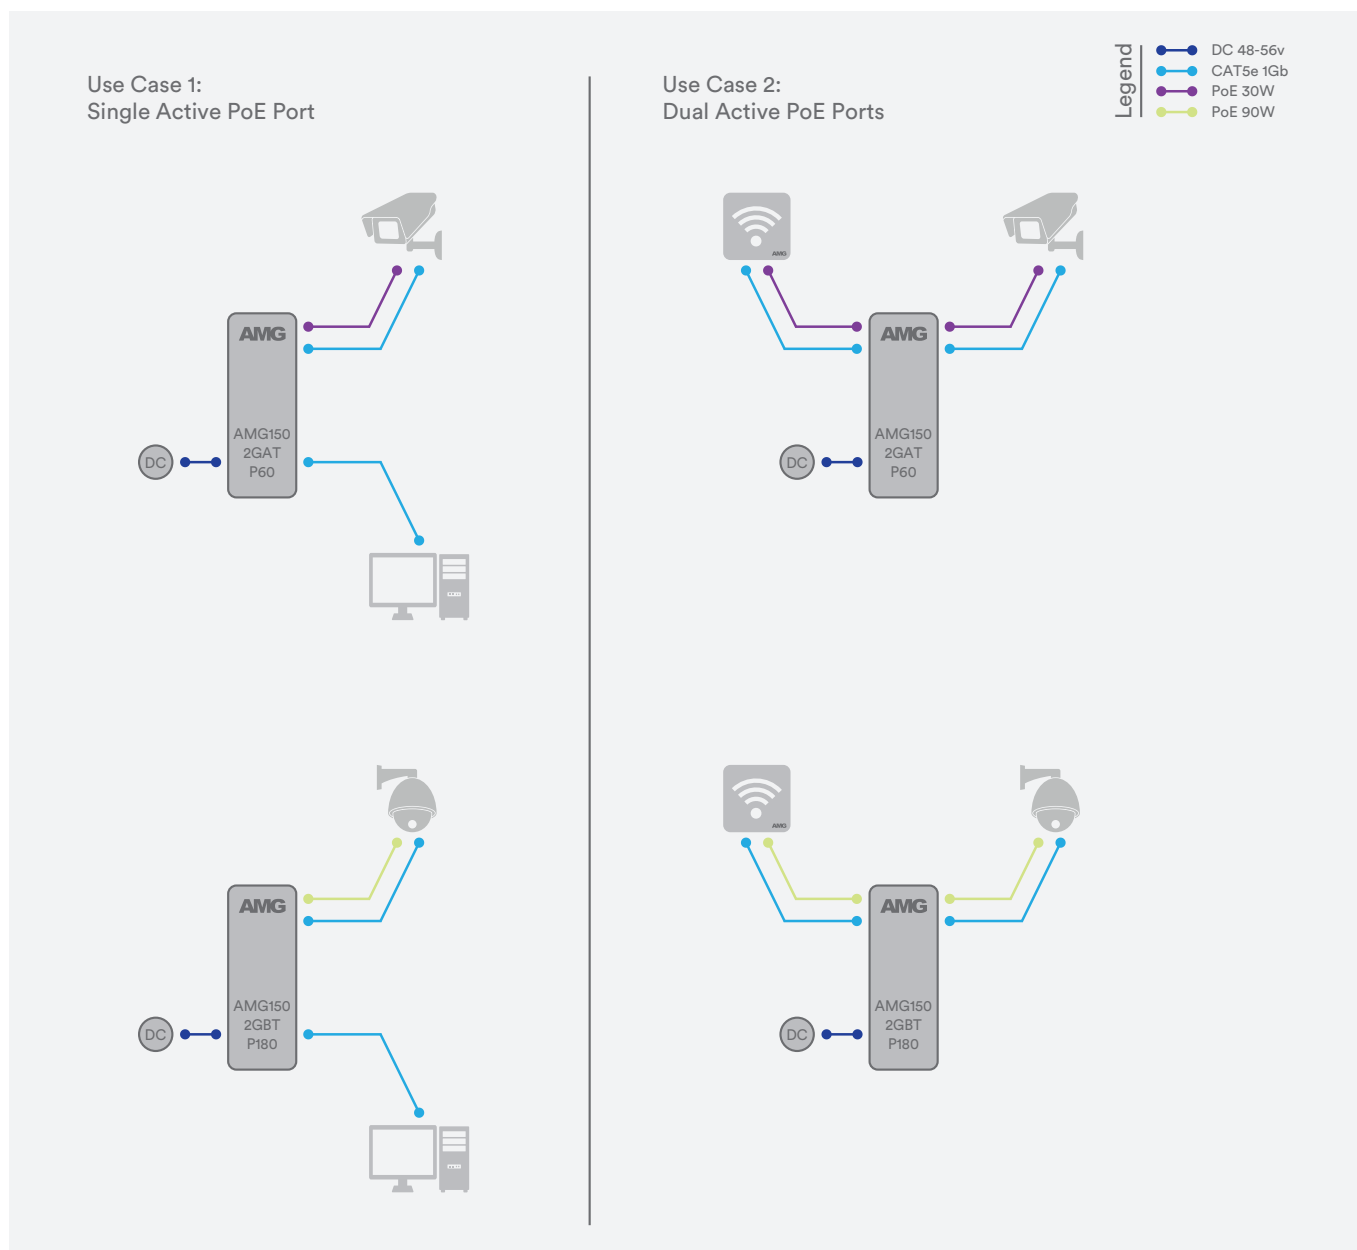 Use Case 1:
Single Active PoE Port
Use Case 2:
Dual Active PoE Ports
Legend
DC 48-56v
CAT5e 1Gb
PoE 30W
PoE 90W
AMG
AMG150
2GAT
P60
DC
AMG
AMG
AMG150
2GAT
P60
DC
AMG
AMG150
2GBT
P180
DC
AMG
AMG
AMG150
2GBT
P180
DC